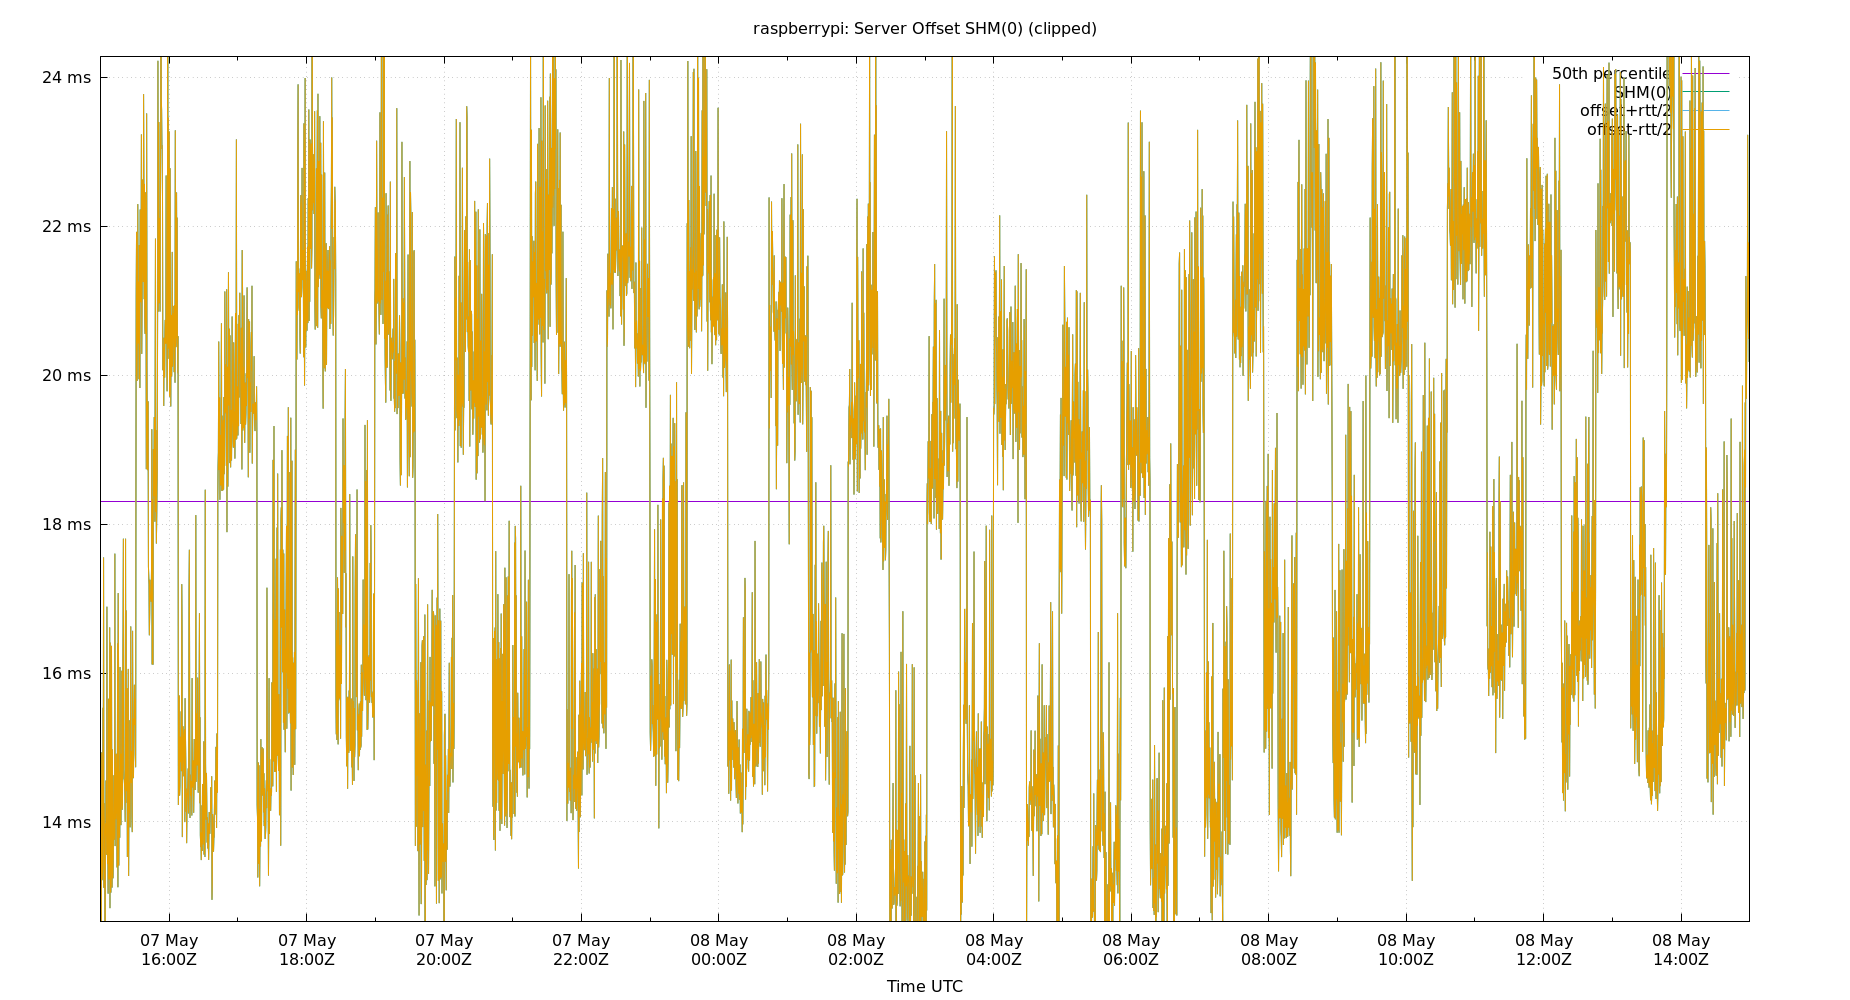 raspberrypi: Server Offset SHM(0) (clipped)
24 ms
22 ms
20 ms
18 ms
16 ms
14 ms
50th percentile
SHM(0)
offset+rtt/2
offset-rtt/2
07 May 07 May 07 May 07 May 08 May 08 May 08 May 08 May 08 May 08 May 08 May 08 May
16:00Z 18:00Z 20:00Z 22:00Z 00:00Z 02:00Z 04:00Z 06:00Z 08:00Z 10:00Z 12:00Z 14:00Z
Time UTC